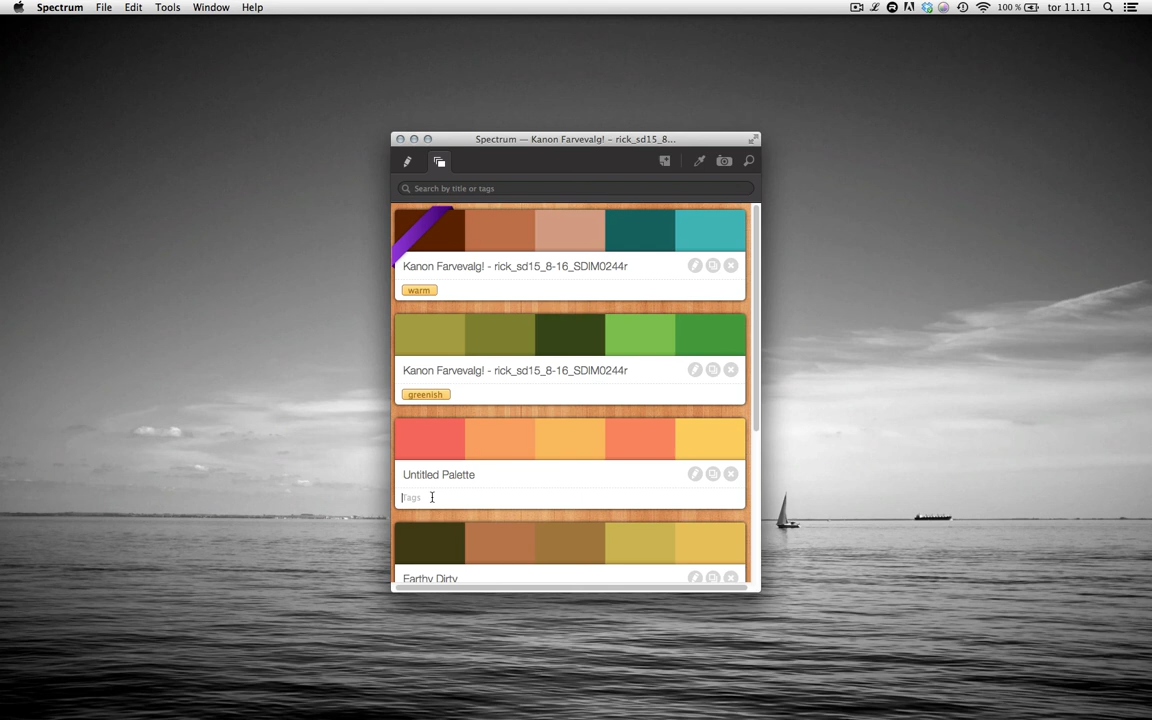 Spectrum File Edit Tools Window Help 100 % tor 11.11
Spectrum — Kanon Farvevalg! – rick_sd15_8...
Search by title or tags
Kanon Farvevalg! - rick_sd15_8-16_SDIM0244r
warm
Kanon Farvevalg! - rick_sd15_8-16_SDIM0244r
greenish
Untitled Palette
Tags
Earthy Dirty